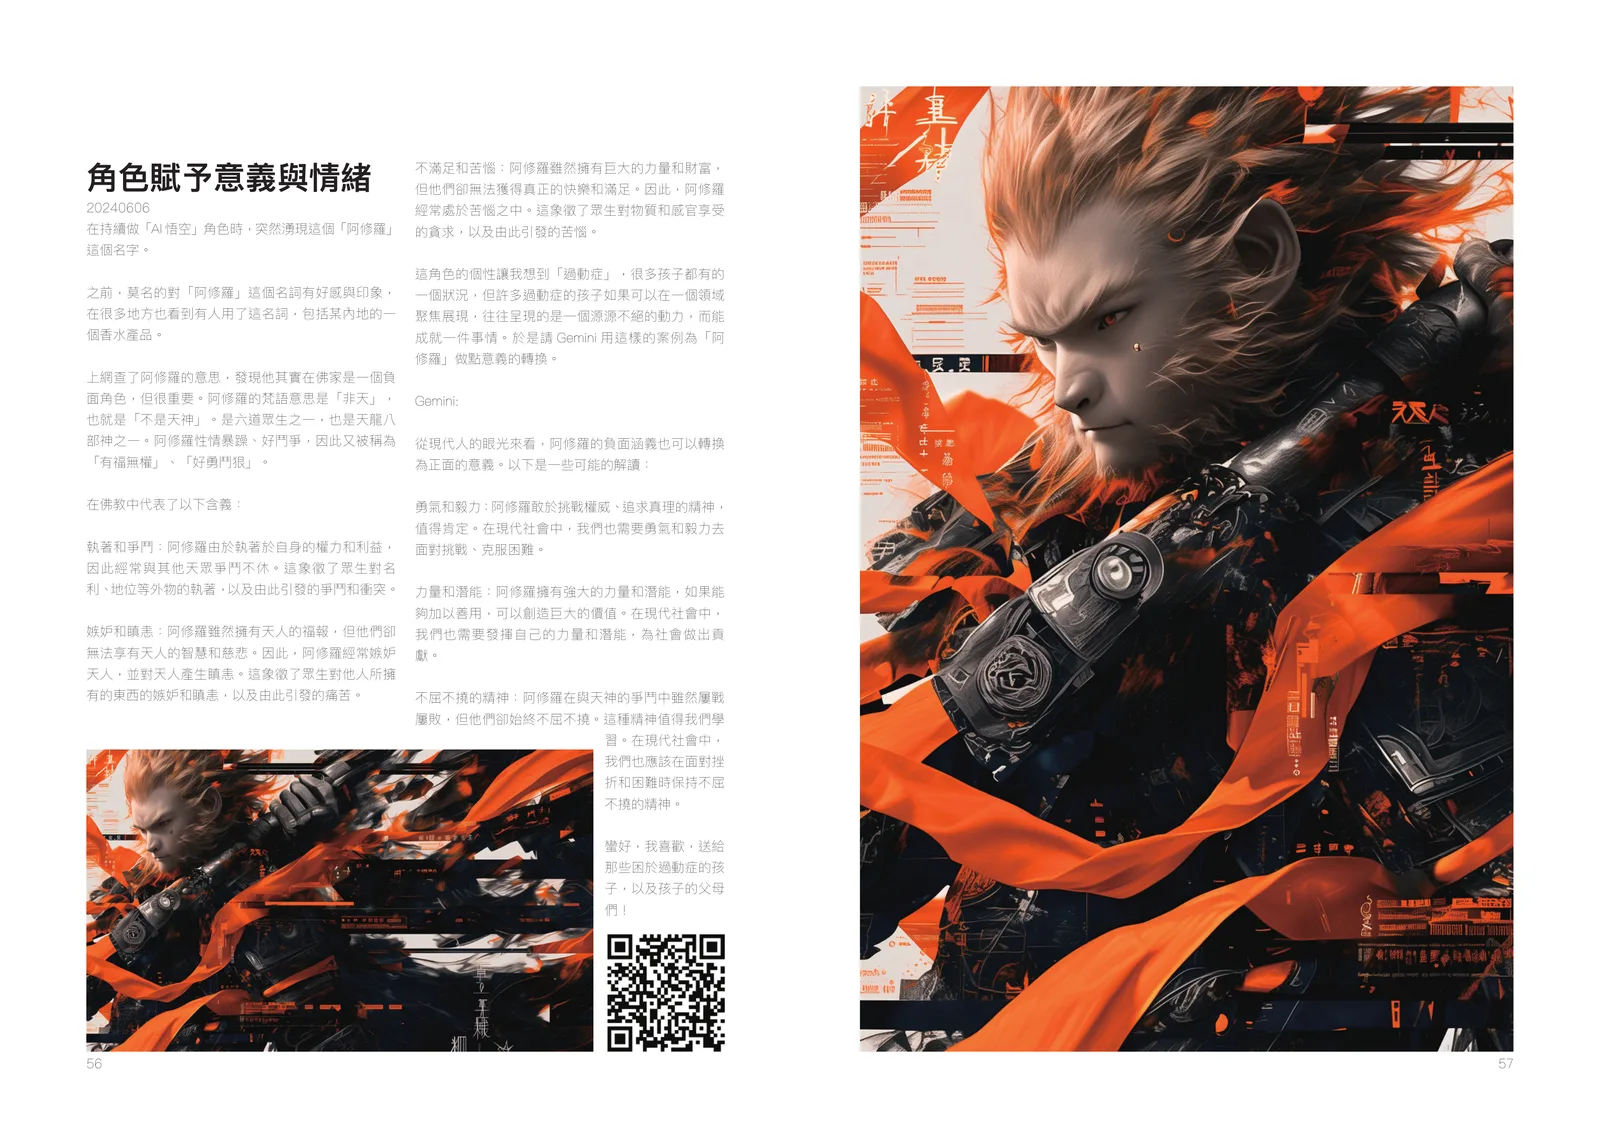 角色賦予意義與情緒
20240606
在持續做「AI 悟空」角色時，突然湧現這個「阿修羅」
這個名字。
之前，莫名的對「阿修羅」這個名詞有好感與印象，
在很多地方也看到有人用了這名詞，包括某內地的一
個香水產品。
上網查了阿修羅的意思，發現他其實在佛家是一個負
面角色，但很重要。阿修羅的梵語意思是「非天」，
也就是「不是天神」。是六道眾生之一，也是天龍八
部神之一。阿修羅性情暴躁、好鬥爭，因此又被稱為
「有福無權」、「好勇鬥狠」。
在佛教中代表了以下含義：
執著和爭鬥：阿修羅由於執著於自身的權力和利益，
因此經常與其他天眾爭鬥不休。這象徵了眾生對名
利、地位等外物的執著，以及由此引發的爭鬥和衝突。
嫉妒和瞋恚：阿修羅雖然擁有天人的福報，但他們卻
無法享有天人的智慧和慈悲。因此，阿修羅經常嫉妒
天人，並對天人產生瞋恚。這象徵了眾生對他人所擁
有的東西的嫉妒和瞋恚，以及由此引發的痛苦。
不滿足和苦惱：阿修羅雖然擁有巨大的力量和財富，
但他們卻無法獲得真正的快樂和滿足。因此，阿修羅
經常處於苦惱之中。這象徵了眾生對物質和感官享受
的貪求，以及由此引發的苦惱。
這角色的個性讓我想到「過動症」，很多孩子都有的
一個狀況，但許多過動症的孩子如果可以在一個領域
聚焦展現，往往呈現的是一個源源不絕的動力，而能
成就一件事情。於是請 Gemini 用這樣的案例為「阿
修羅」做點意義的轉換。
Gemini:
從現代人的眼光來看，阿修羅的負面涵義也可以轉換
為正面的意義。以下是一些可能的解讀：
勇氣和毅力：阿修羅敢於挑戰權威、追求真理的精神，
值得肯定。在現代社會中，我們也需要勇氣和毅力去
面對挑戰、克服困難。
力量和潛能：阿修羅擁有強大的力量和潛能，如果能
夠加以善用，可以創造巨大的價值。在現代社會中，
我們也需要發揮自己的力量和潛能，為社會做出貢
獻。
不屈不撓的精神：阿修羅在與天神的爭鬥中雖然屢戰
屢敗，但他們卻始終不屈不撓。這種精神值得我們學
習。在現代社會中，
我們也應該在面對挫
折和困難時保持不屈
不撓的精神。
蠻好，我喜歡，送給
那些困於過動症的孩
子，以及孩子的父母
們！
56
57